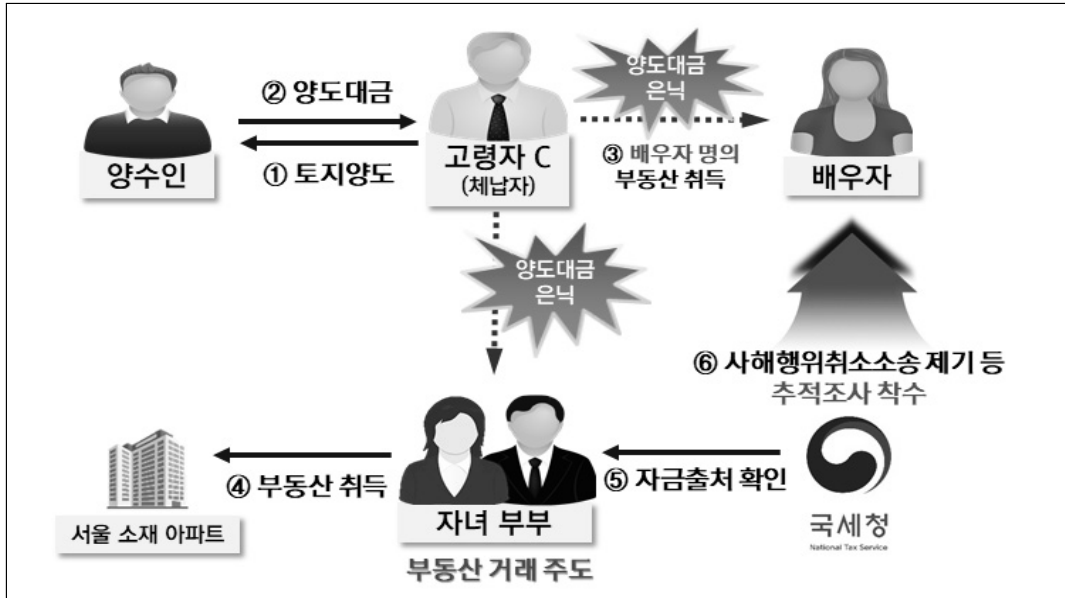 양도대금
은닉
② 양도대금
① 토지양도
양수인
고령자 C
(체납자)
③ 배우자 명의
부동산 취득
배우자
양도대금
은닉
⑥ 사해행위취소소송 제기 등
추적조사 착수
④ 부동산 취득
⑤ 자금출처 확인
서울 소재 아파트
자녀 부부
부동산 거래 주도
국세청
National Tax Service